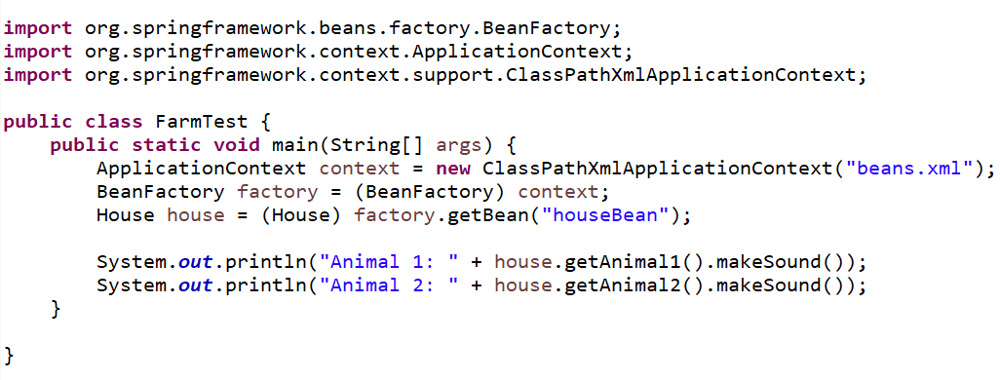 import org.springframework.beans.factory.BeanFactory;
import org.springframework.context.ApplicationContext;
import org.springframework.context.support.ClassPathXmlApplicationContext;

public class FarmTest {
    public static void main(String[] args) {
        ApplicationContext context = new ClassPathXmlApplicationContext("beans.xml");
        BeanFactory factory = (BeanFactory) context;
        House house = (House) factory.getBean("houseBean");

        System.out.println("Animal 1: " + house.getAnimal1().makeSound());
        System.out.println("Animal 2: " + house.getAnimal2().makeSound());
    }

}